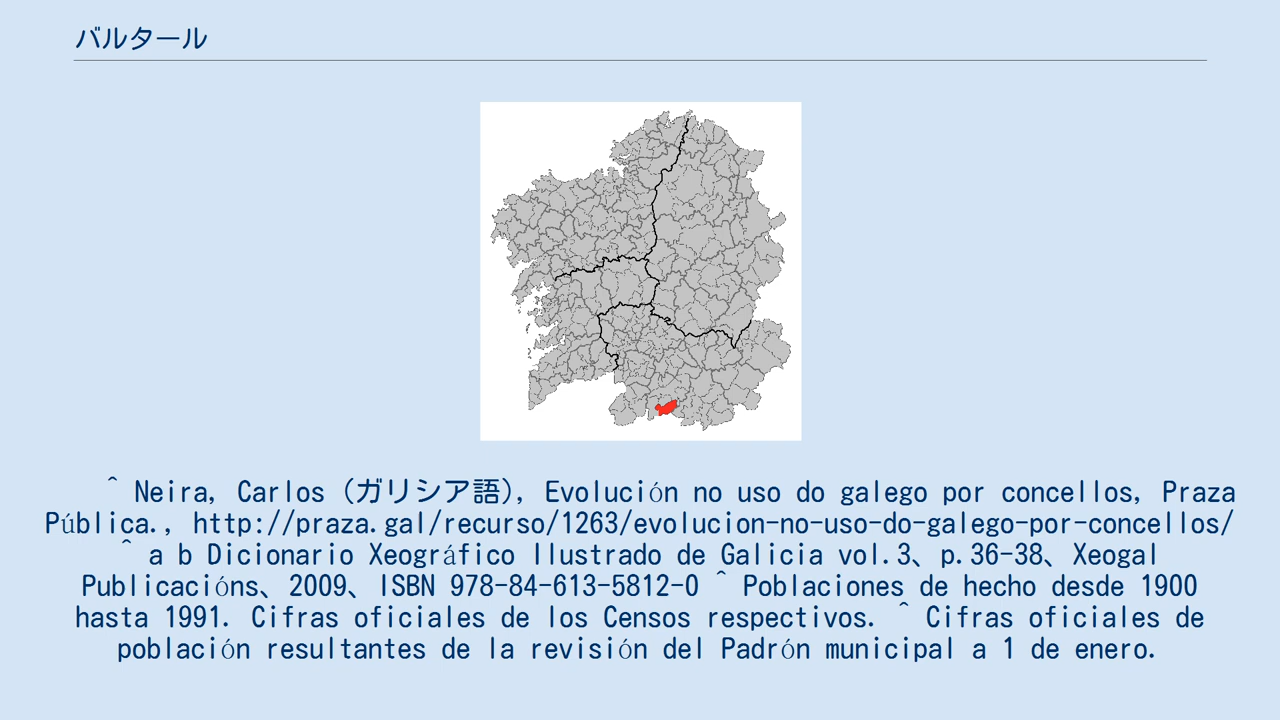 バルタール
^ Neira, Carlos (ガリシア語), Evolución no uso do galego por concellos, Praza
Pública., http://praza.gal/recurso/1263/evolucion-no-uso-do-galego-por-concellos/
^ a b Dicionario Xeográfico Ilustrado de Galicia vol.3、p.36-38、Xeogal
Publicacións、2009、ISBN 978-84-613-5812-0 ^ Poblaciones de hecho desde 1900
hasta 1991. Cifras oficiales de los Censos respectivos. ^ Cifras oficiales de
población resultantes de la revisión del Padrón municipal a 1 de enero.